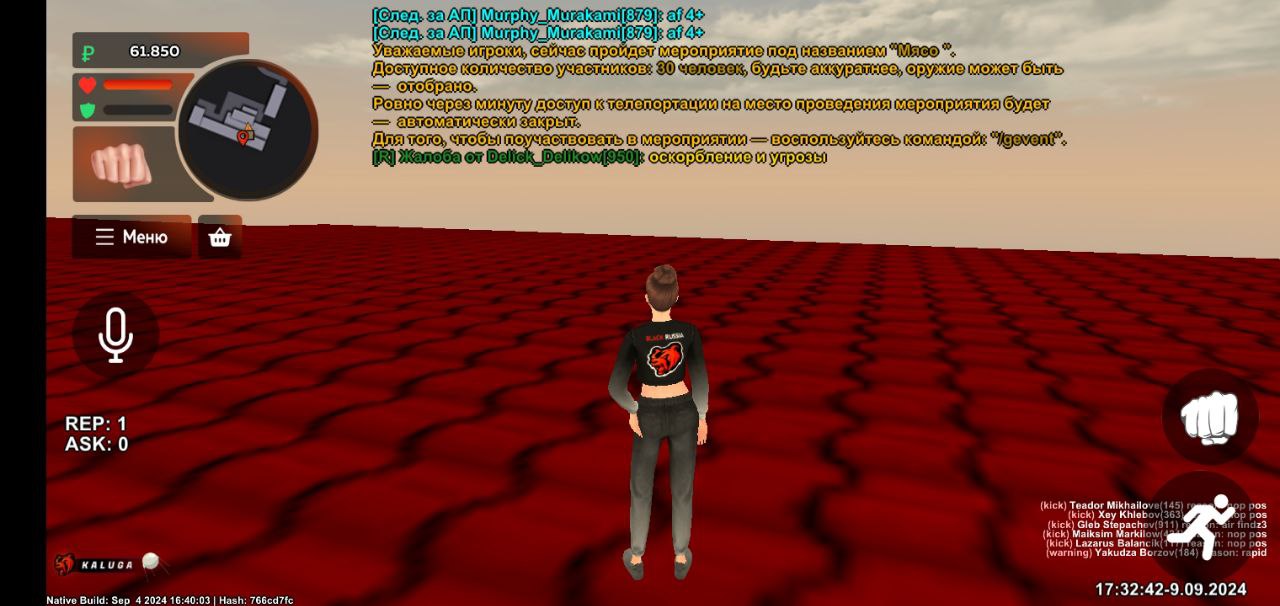 [След. за АП] Murphy_Murakami[879]: af 4+
[След. за АП] Murphy_Murakami[879]: af 4+
Уважаемые игроки, сейчас пройдет мероприятие под названием "Мясо ".
Доступное количество участников: 30 человек, будьте аккуратнее, оружие может быть
— отобрано.
Ровно через минуту доступ к телепортации на место проведения мероприятия будет
— автоматически закрыт.
Для того, чтобы поучаствовать в мероприятии — воспользуйтесь командой: "/gevent".
[R] Жалоба от Delick_Delikow[950]: оскорбление и угрозы
₽ 61.850
Меню
BLACK RUSSIA
REP: 1
ASK: 0
(kick) Teador Mikhailove(145) reason: nop pos
(kick) Xey Khlebov(363) nop pos
(kick) Gleb Stepachev(911) reason: air findz3
(kick) Maiksim Markilow nop pos
(kick) Lazarus Balancik nop pos
(warning) Yakudza Borzov(184) reason: rapid
KALUGA
17:32:42-9.09.2024
Native Build: Sep 4 2024 16:40:03 | Hash: 766cd7fc